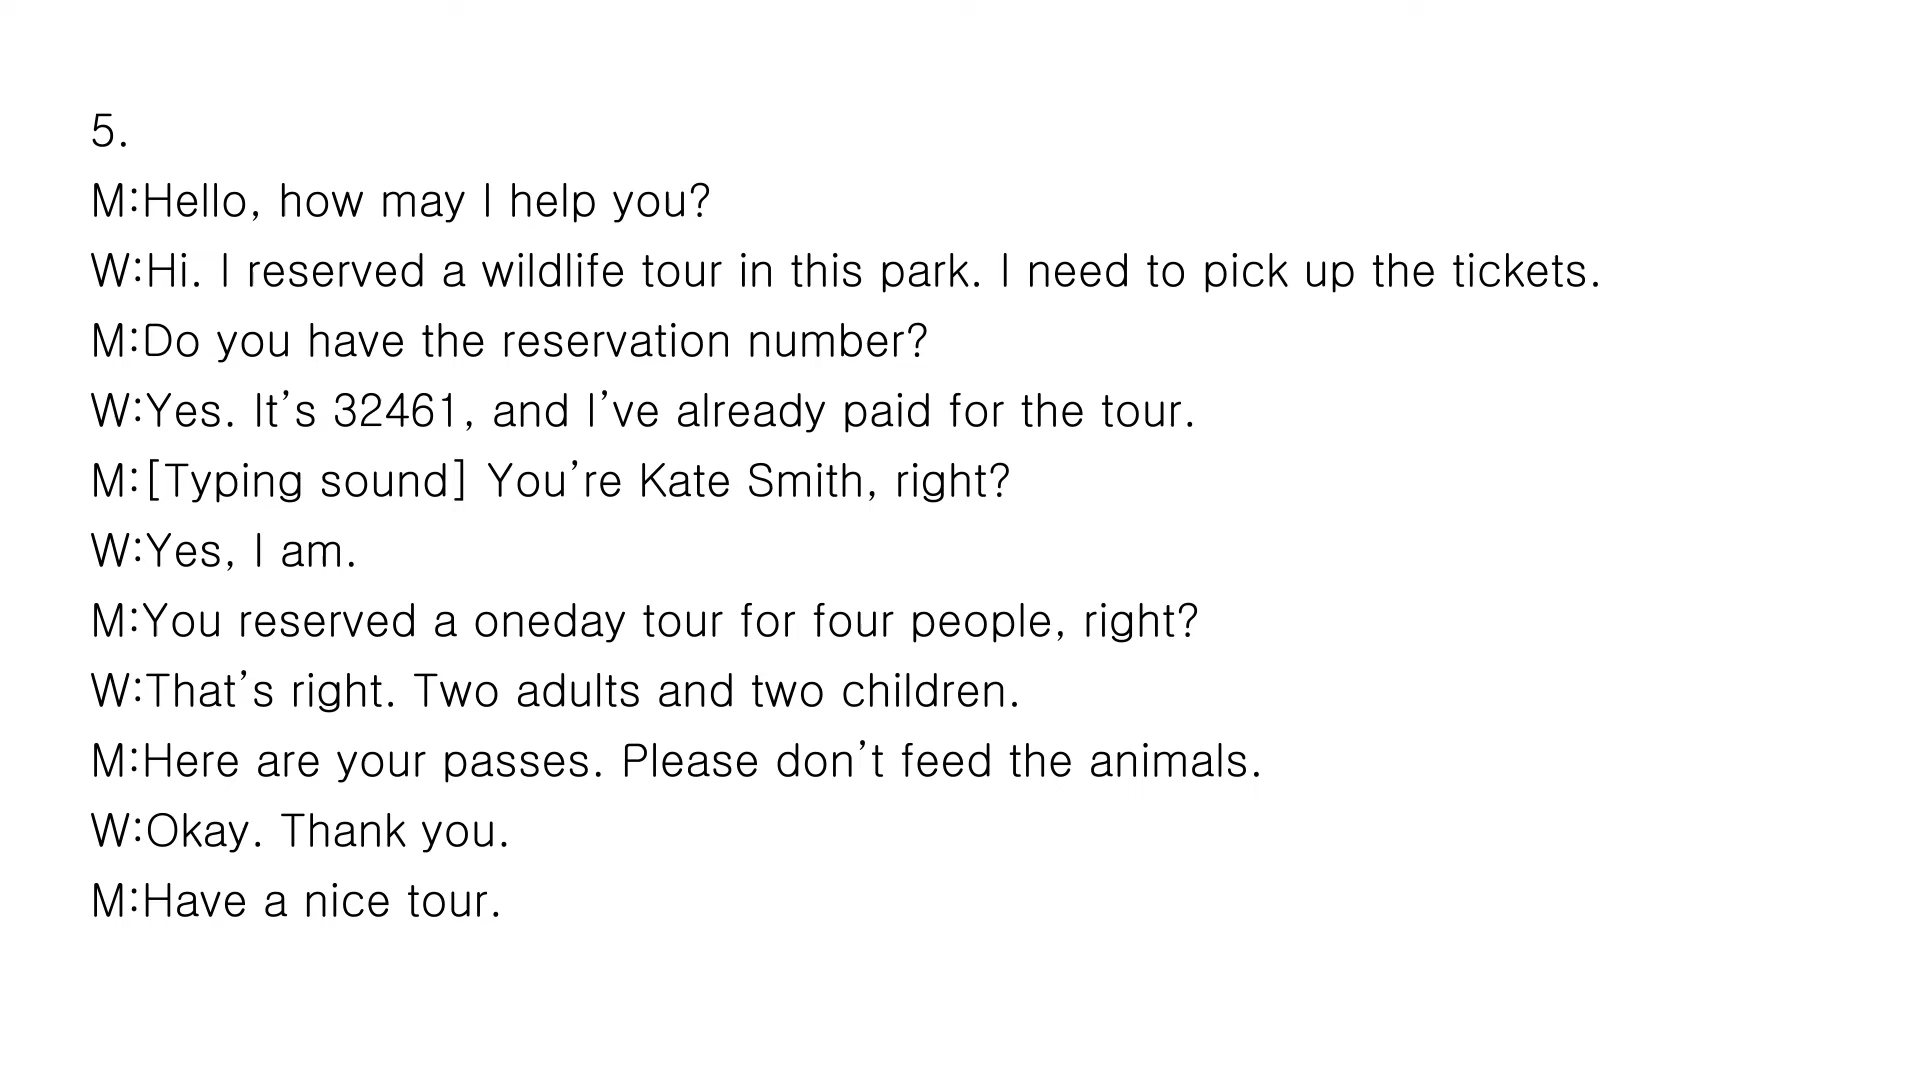 5.
M:Hello, how may I help you?
W:Hi. I reserved a wildlife tour in this park. I need to pick up the tickets.
M:Do you have the reservation number?
W:Yes. It’s 32461, and I’ve already paid for the tour.
M:[Typing sound] You’re Kate Smith, right?
W:Yes, I am.
M:You reserved a oneday tour for four people, right?
W:That’s right. Two adults and two children.
M:Here are your passes. Please don’t feed the animals.
W:Okay. Thank you.
M:Have a nice tour.